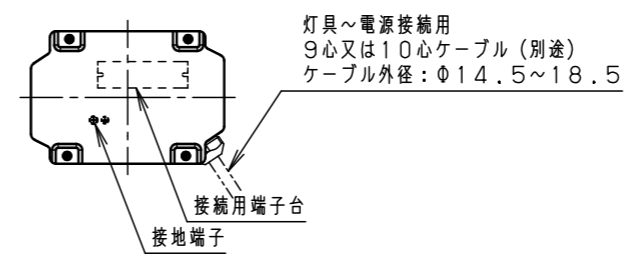 灯具～電源接続用
９心又は１０心ケーブル（別途）
ケーブル外径：Φ１４．５～１８．５
接続用端子台
接地端子